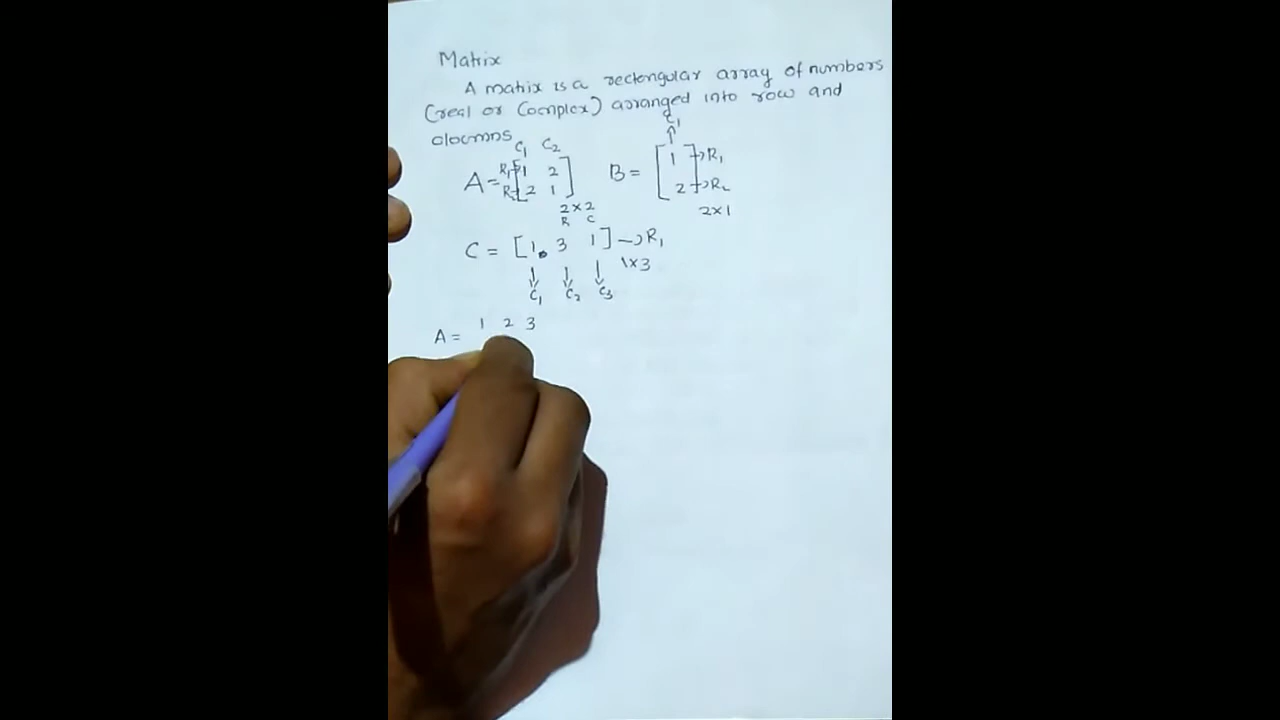 Matrix
A matrix is a rectengular array of numbers
(real or complex) arranged into row and
cloumns
C1 C2 C1
A = R1→ [1 2] B = [1] → R1
R2→ [2 1] [2] → R2
2×2 2×1
R C
C = [1 3 1] → R1
1×3
C1 C2 C3
A = 1 2 3